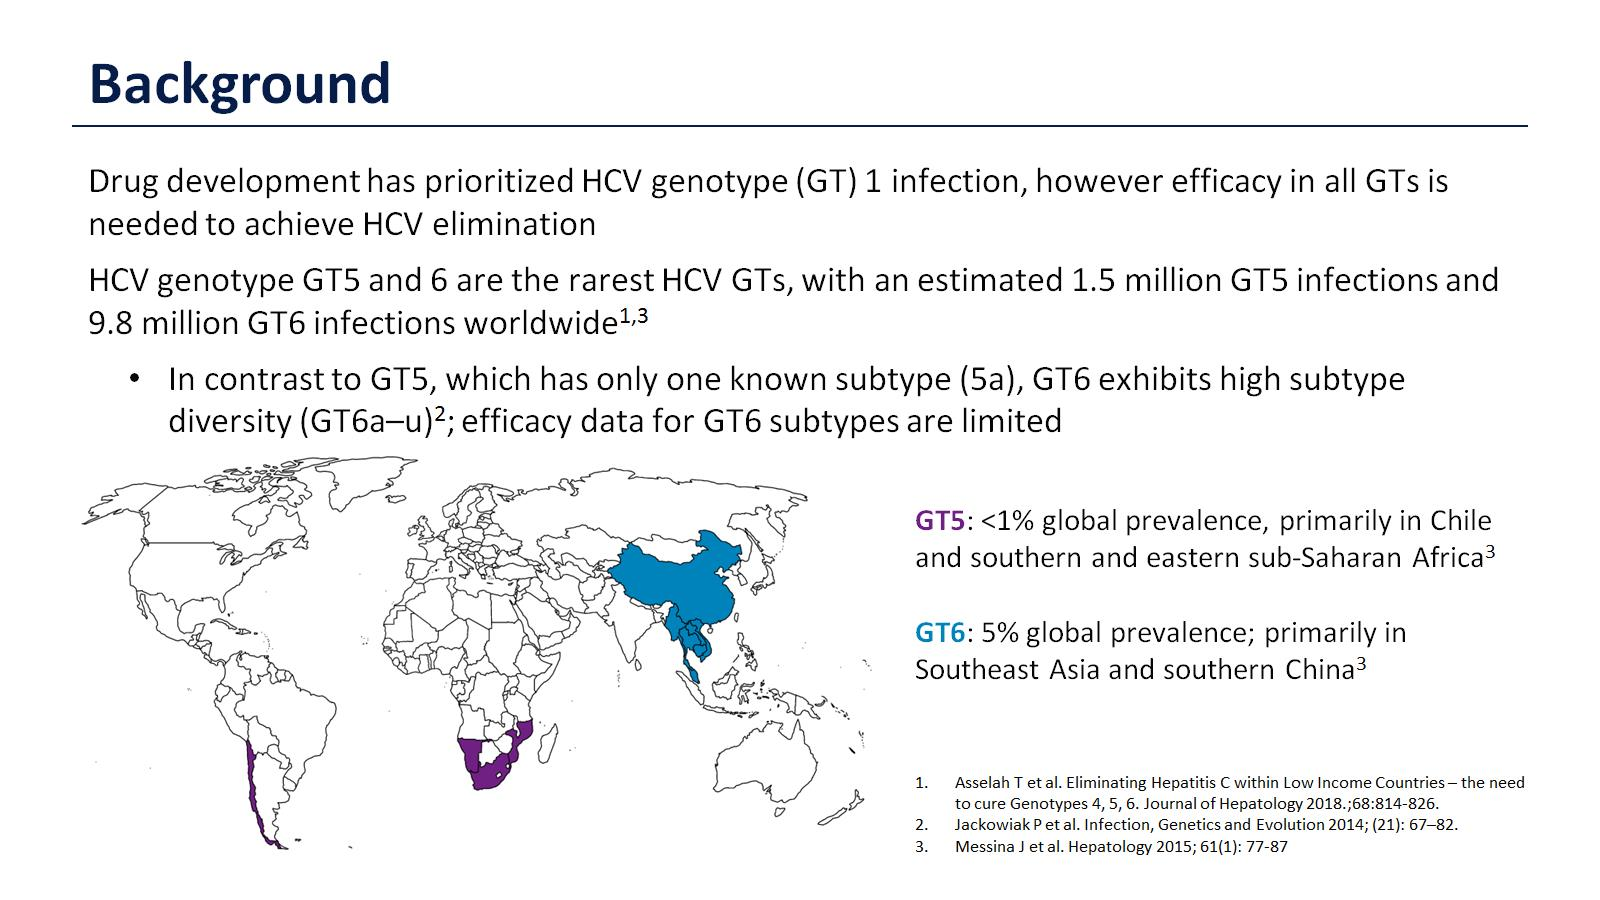 Background
Drug development has prioritized HCV genotype (GT) 1 infection, however efficacy in all GTs is
needed to achieve HCV elimination
HCV genotype GT5 and 6 are the rarest HCV GTs, with an estimated 1.5 million GT5 infections and
9.8 million GT6 infections worldwide1,3
• In contrast to GT5, which has only one known subtype (5a), GT6 exhibits high subtype
diversity (GT6a–u)2; efficacy data for GT6 subtypes are limited
GT5: <1% global prevalence, primarily in Chile
and southern and eastern sub-Saharan Africa3
GT6: 5% global prevalence; primarily in
Southeast Asia and southern China3
1. Asselah T et al. Eliminating Hepatitis C within Low Income Countries – the need
to cure Genotypes 4, 5, 6. Journal of Hepatology 2018.;68:814-826.
2. Jackowiak P et al. Infection, Genetics and Evolution 2014; (21): 67–82.
3. Messina J et al. Hepatology 2015; 61(1): 77-87